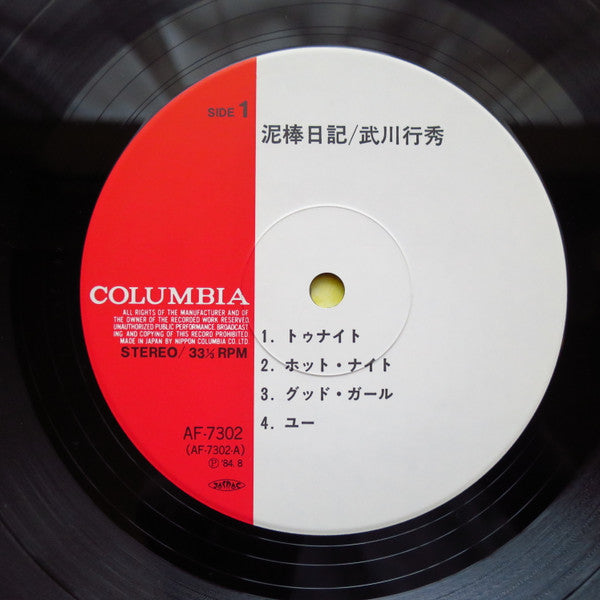 SIDE 1
泥棒日記/武川行秀
COLUMBIA
ALL RIGHTS OF THE MANUFACTURER AND OF
THE OWNER OF THE RECORDED WORK RESERVED.
UNAUTHORIZED PUBLIC PERFORMANCE BROADCAST
ING AND COPYING OF THIS RECORD PROHIBITED
MADE IN JAPAN BY NIPPON COLUMBIA CO. LTD.
STEREO/ 33⅓ RPM
1. トゥナイト
2. ホット・ナイト
3. グッド・ガール
4. ユー
AF-7302
(AF-7302-A)
Ⓟ '84. 8
JASRAC